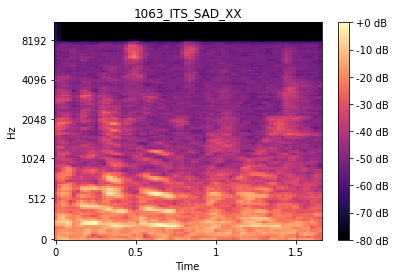 1063_ITS_SAD_XX
+0 dB
8192
-10 dB
4096
-20 dB
-30 dB
2048
Hz
-40 dB
1024
-50 dB
512
-60 dB
-70 dB
0
-80 dB
0 0.5 1 1.5
Time